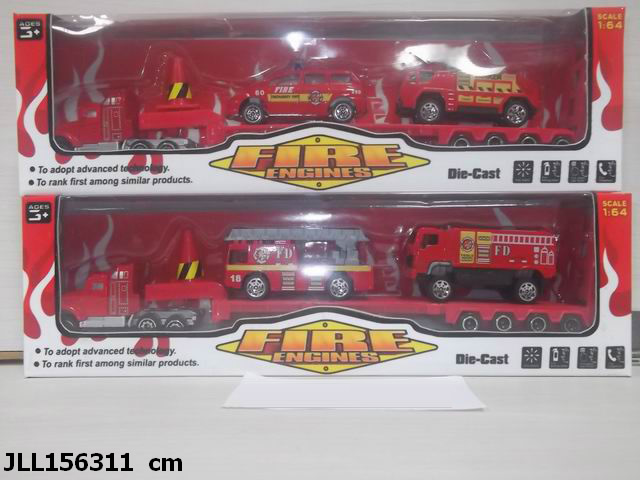 AGES
3+
SCALE
1:64
60
FIRE
FIRE
ENGINES
• To adopt advanced technology.
• To rank first among similar products.
Die-Cast
AGES
3+
SCALE
1:64
FD
18
FD
FIRE
ENGINES
• To adopt advanced technology.
• To rank first among similar products.
Die-Cast
JLL156311 cm